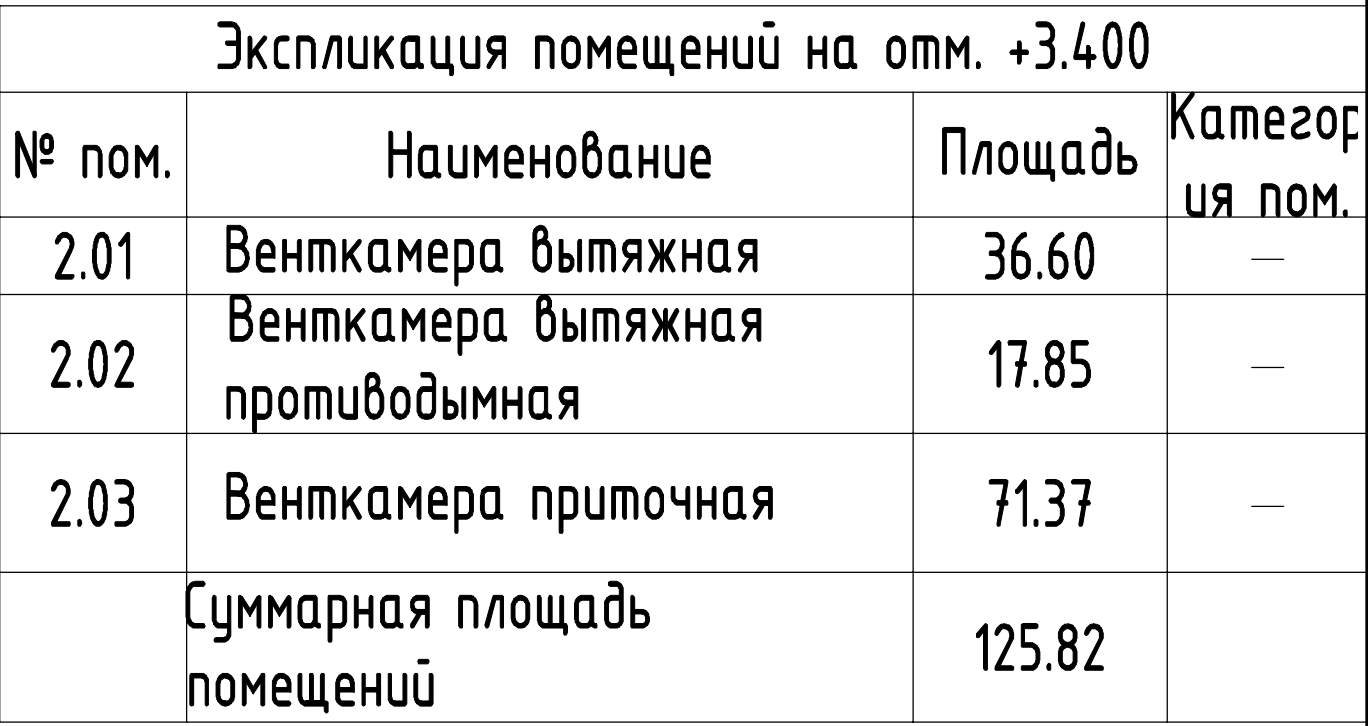 Экспликация помещений на отм. +3.400
№ пом. Наименование Площадь Категор
ия пом.
2.01 Венткамера вытяжная 36.60 —
2.02 Венткамера вытяжная
противодымная 17.85 —
2.03 Венткамера приточная 71.37 —
Суммарная площадь
помещений 125.82